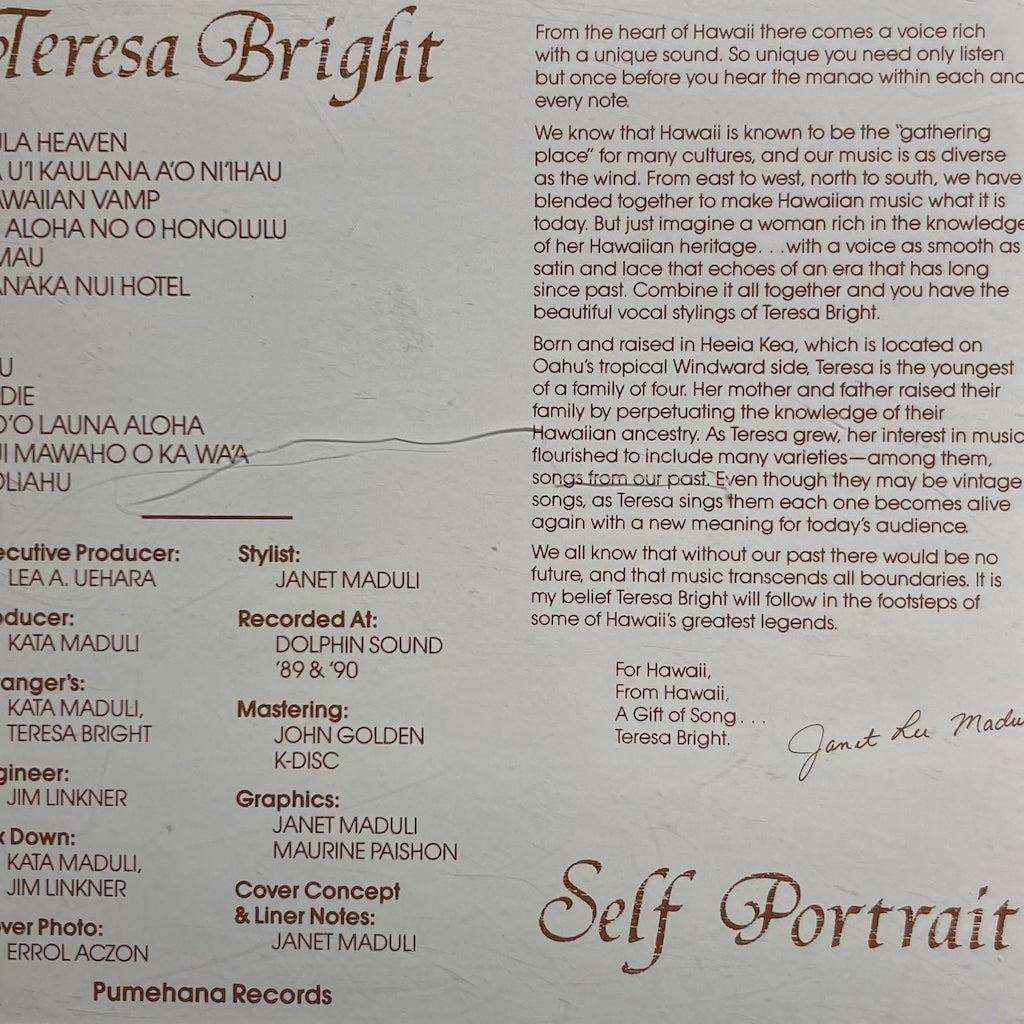 Teresa Bright
ULA HEAVEN
A U'I KAULANA A'O NI'IHAU
AWAIIAN VAMP
ALOHA NO O HONOLULU
MAU
ANAKA NUI HOTEL
U
DIE
O'O LAUNA ALOHA
UI MAWAHO O KA WA'A
OLIAHU
ecutive Producer:
LEA A. UEHARA
oducer:
KATA MADULI
anger's:
KATA MADULI,
TERESA BRIGHT
gineer:
JIM LINKNER
x Down:
KATA MADULI,
JIM LINKNER
ver Photo:
ERROL ACZON
Stylist:
JANET MADULI
Recorded At:
DOLPHIN SOUND
'89 & '90
Mastering:
JOHN GOLDEN
K-DISC
Graphics:
JANET MADULI
MAURINE PAISHON
Cover Concept
& Liner Notes:
JANET MADULI
Pumehana Records
From the heart of Hawaii there comes a voice rich
with a unique sound. So unique you need only listen
but once before you hear the manao within each and
every note.
We know that Hawaii is known to be the "gathering
place" for many cultures, and our music is as diverse
as the wind. From east to west, north to south, we have
blended together to make Hawaiian music what it is
today. But just imagine a woman rich in the knowledge
of her Hawaiian heritage. . .with a voice as smooth as
satin and lace that echoes of an era that has long
since past. Combine it all together and you have the
beautiful vocal stylings of Teresa Bright.
Born and raised in Heeia Kea, which is located on
Oahu's tropical Windward side, Teresa is the youngest
of a family of four. Her mother and father raised their
family by perpetuating the knowledge of their
Hawaiian ancestry. As Teresa grew, her interest in music
flourished to include many varieties—among them,
songs from our past. Even though they may be vintage
songs, as Teresa sings them each one becomes alive
again with a new meaning for today's audience.
We all know that without our past there would be no
future, and that music transcends all boundaries. It is
my belief Teresa Bright will follow in the footsteps of
some of Hawaii's greatest legends.
For Hawaii,
From Hawaii,
A Gift of Song . . .
Teresa Bright.
Janet Lee Madu
Self Portrait